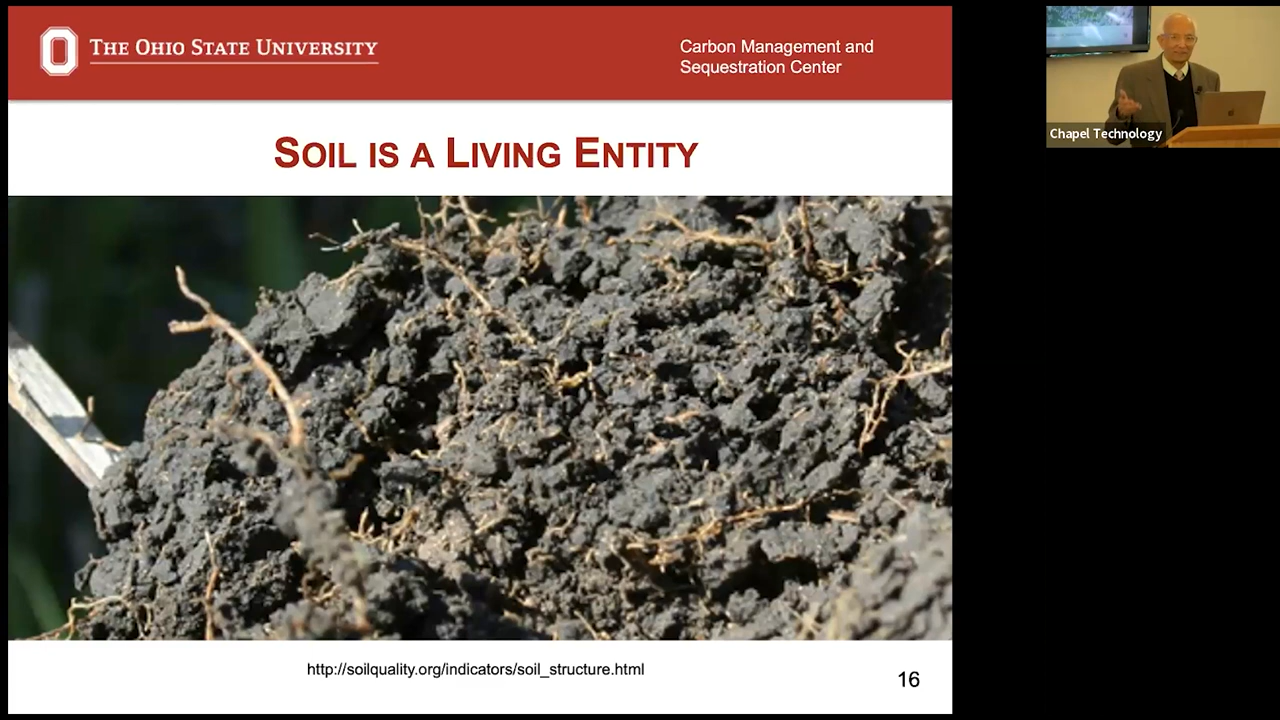 THE OHIO STATE UNIVERSITY
Carbon Management and
Sequestration Center
SOIL IS A LIVING ENTITY
http://soilquality.org/indicators/soil_structure.html
16
Chapel Technology